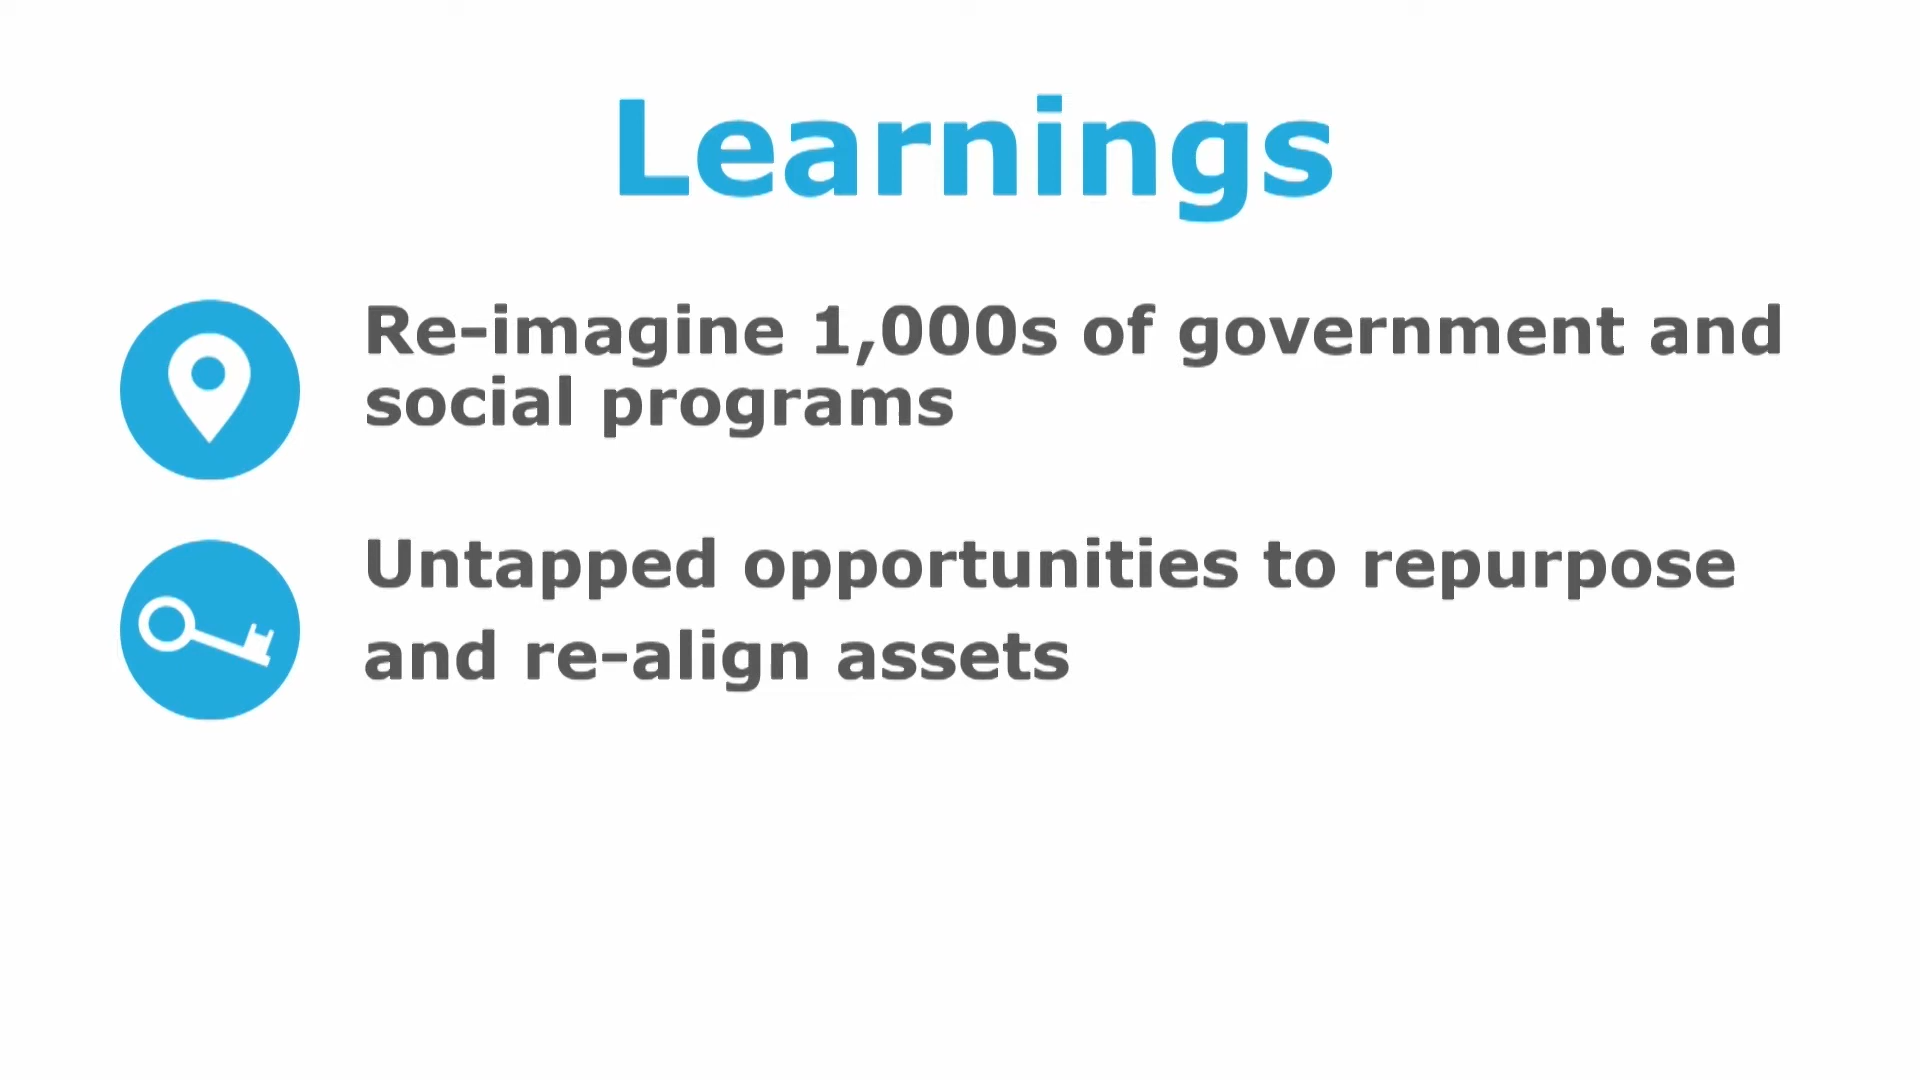 Learnings
Re-imagine 1,000s of government and
social programs
Untapped opportunities to repurpose
and re-align assets